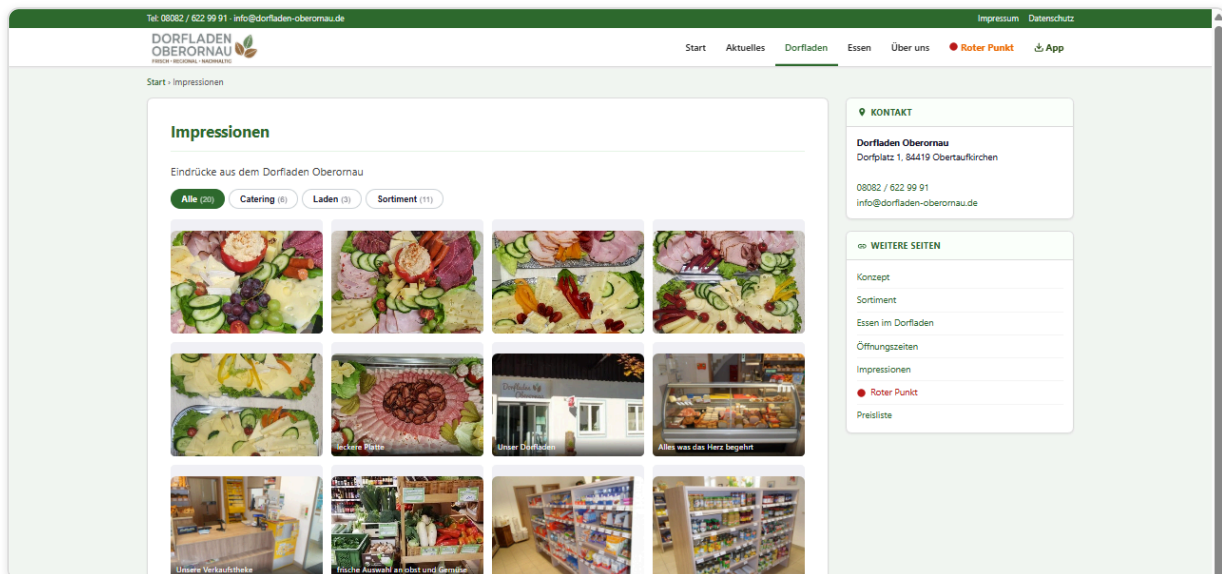 Tel: 08082 / 622 99 91 · info@dorfladen-oberornau.de
Impressum Datenschutz
DORFLADEN
OBERORNAU
FRISCH · REGIONAL · NACHHALTIG
Start Aktuelles Dorfladen Essen Über uns Roter Punkt App
Start › Impressionen
Impressionen
Eindrücke aus dem Dorfladen Oberornau
Alle (20) Catering (6) Laden (3) Sortiment (11)
leckere Platte
Dorfladen
Oberornau
Unser Dorfladen
Alles was das Herz begehrt
Unsere Verkaufstheke
frische Auswahl an obst und Gemüse
KONTAKT
Dorfladen Oberornau
Dorfplatz 1, 84419 Obertaufkirchen
08082 / 622 99 91
info@dorfladen-oberornau.de
WEITERE SEITEN
Konzept
Sortiment
Essen im Dorfladen
Öffnungszeiten
Impressionen
Roter Punkt
Preisliste